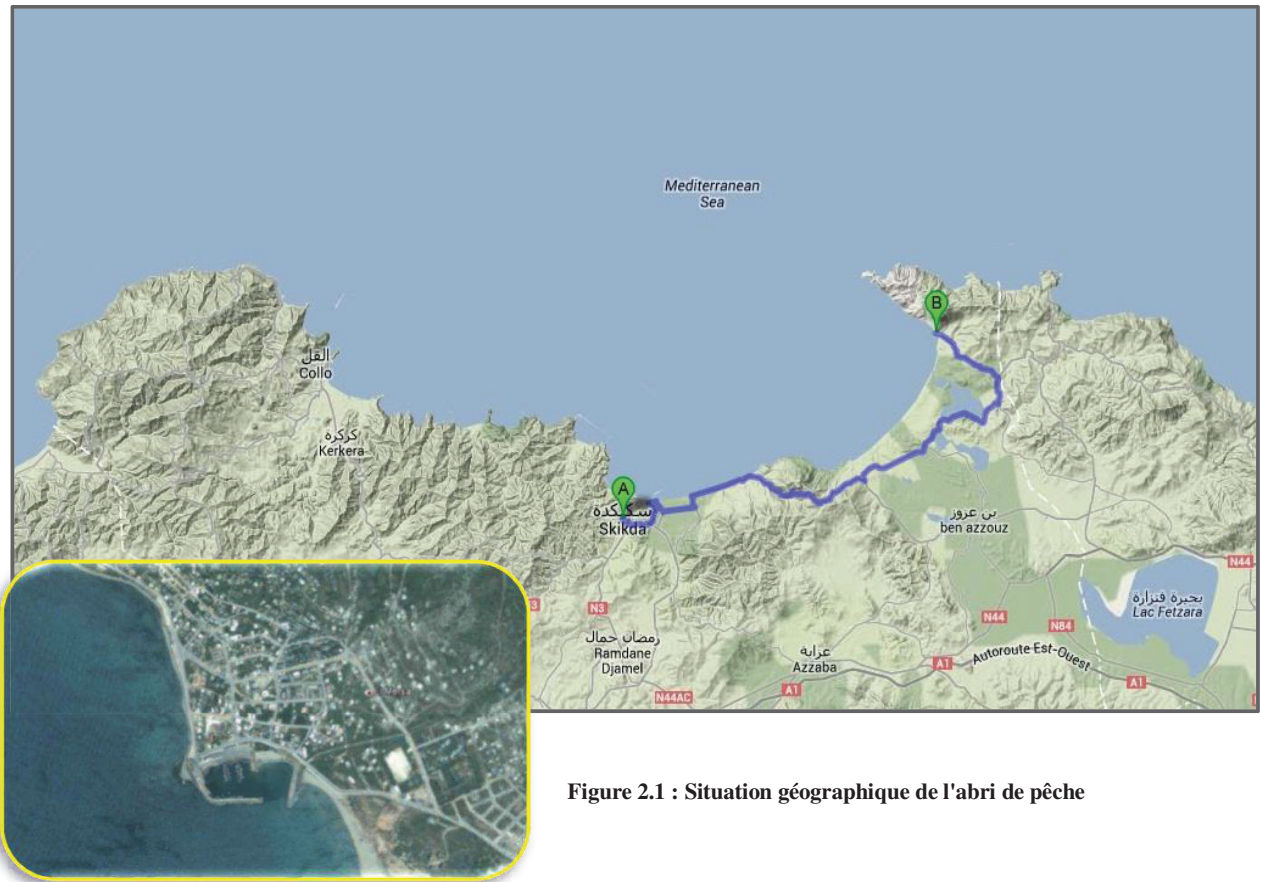 Mediterranean
Sea
B
القل
Collo
كركرة
Kerkera
A
سكيكدة
Skikda
بن عزوز
ben azzouz
N44
بحيرة فتزارة
Lac Fetzara
3
N3
N44
N84
رمضان جمال
Ramdane
Djamel
عزابة
Azzaba
A1
Autoroute Est-Ouest
N44AC
A1
A1
Figure 2.1 : Situation géographique de l'abri de pêche